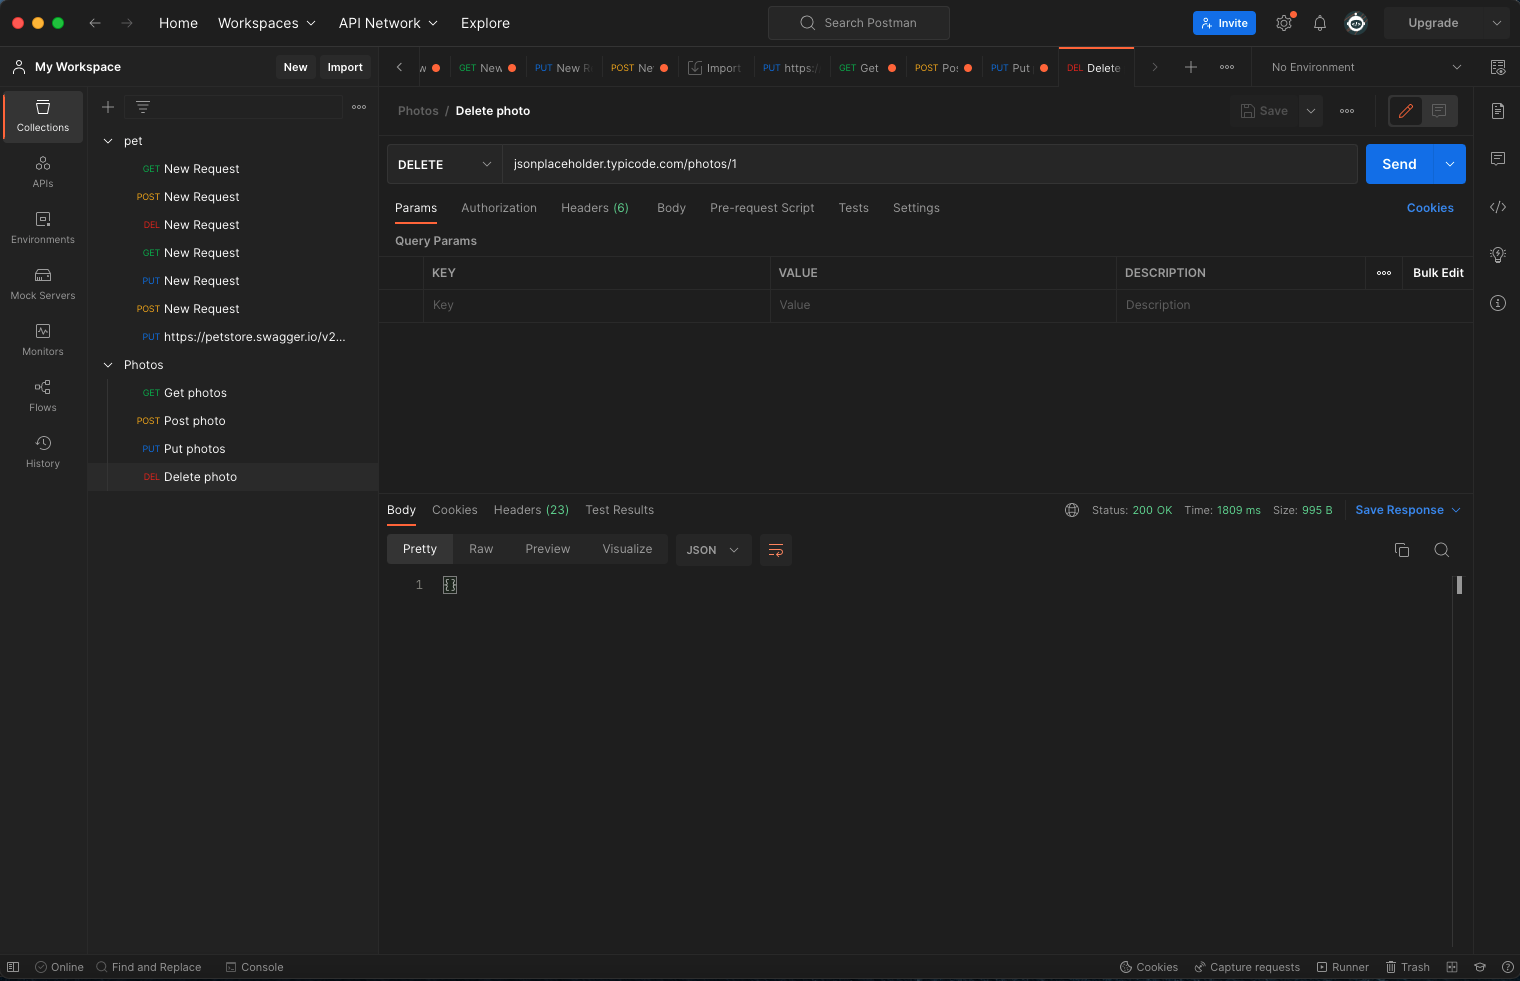 Home Workspaces API Network Explore Search Postman Invite Upgrade
My Workspace New Import
w GET New PUT New R POST Ne Import PUT https:/ GET Get POST Pos PUT Put DEL Delete No Environment
Collections
APIs
Environments
Mock Servers
Monitors
Flows
History
pet
GET New Request
POST New Request
DEL New Request
GET New Request
PUT New Request
POST New Request
PUT https://petstore.swagger.io/v2...
Photos
GET Get photos
POST Post photo
PUT Put photos
DEL Delete photo
Photos / Delete photo Save
DELETE jsonplaceholder.typicode.com/photos/1 Send
Params Authorization Headers (6) Body Pre-request Script Tests Settings Cookies
Query Params
KEY VALUE DESCRIPTION Bulk Edit
Key Value Description
Body Cookies Headers (23) Test Results Status: 200 OK Time: 1809 ms Size: 995 B Save Response
Pretty Raw Preview Visualize JSON
1 {}
Online Find and Replace Console Cookies Capture requests Runner Trash